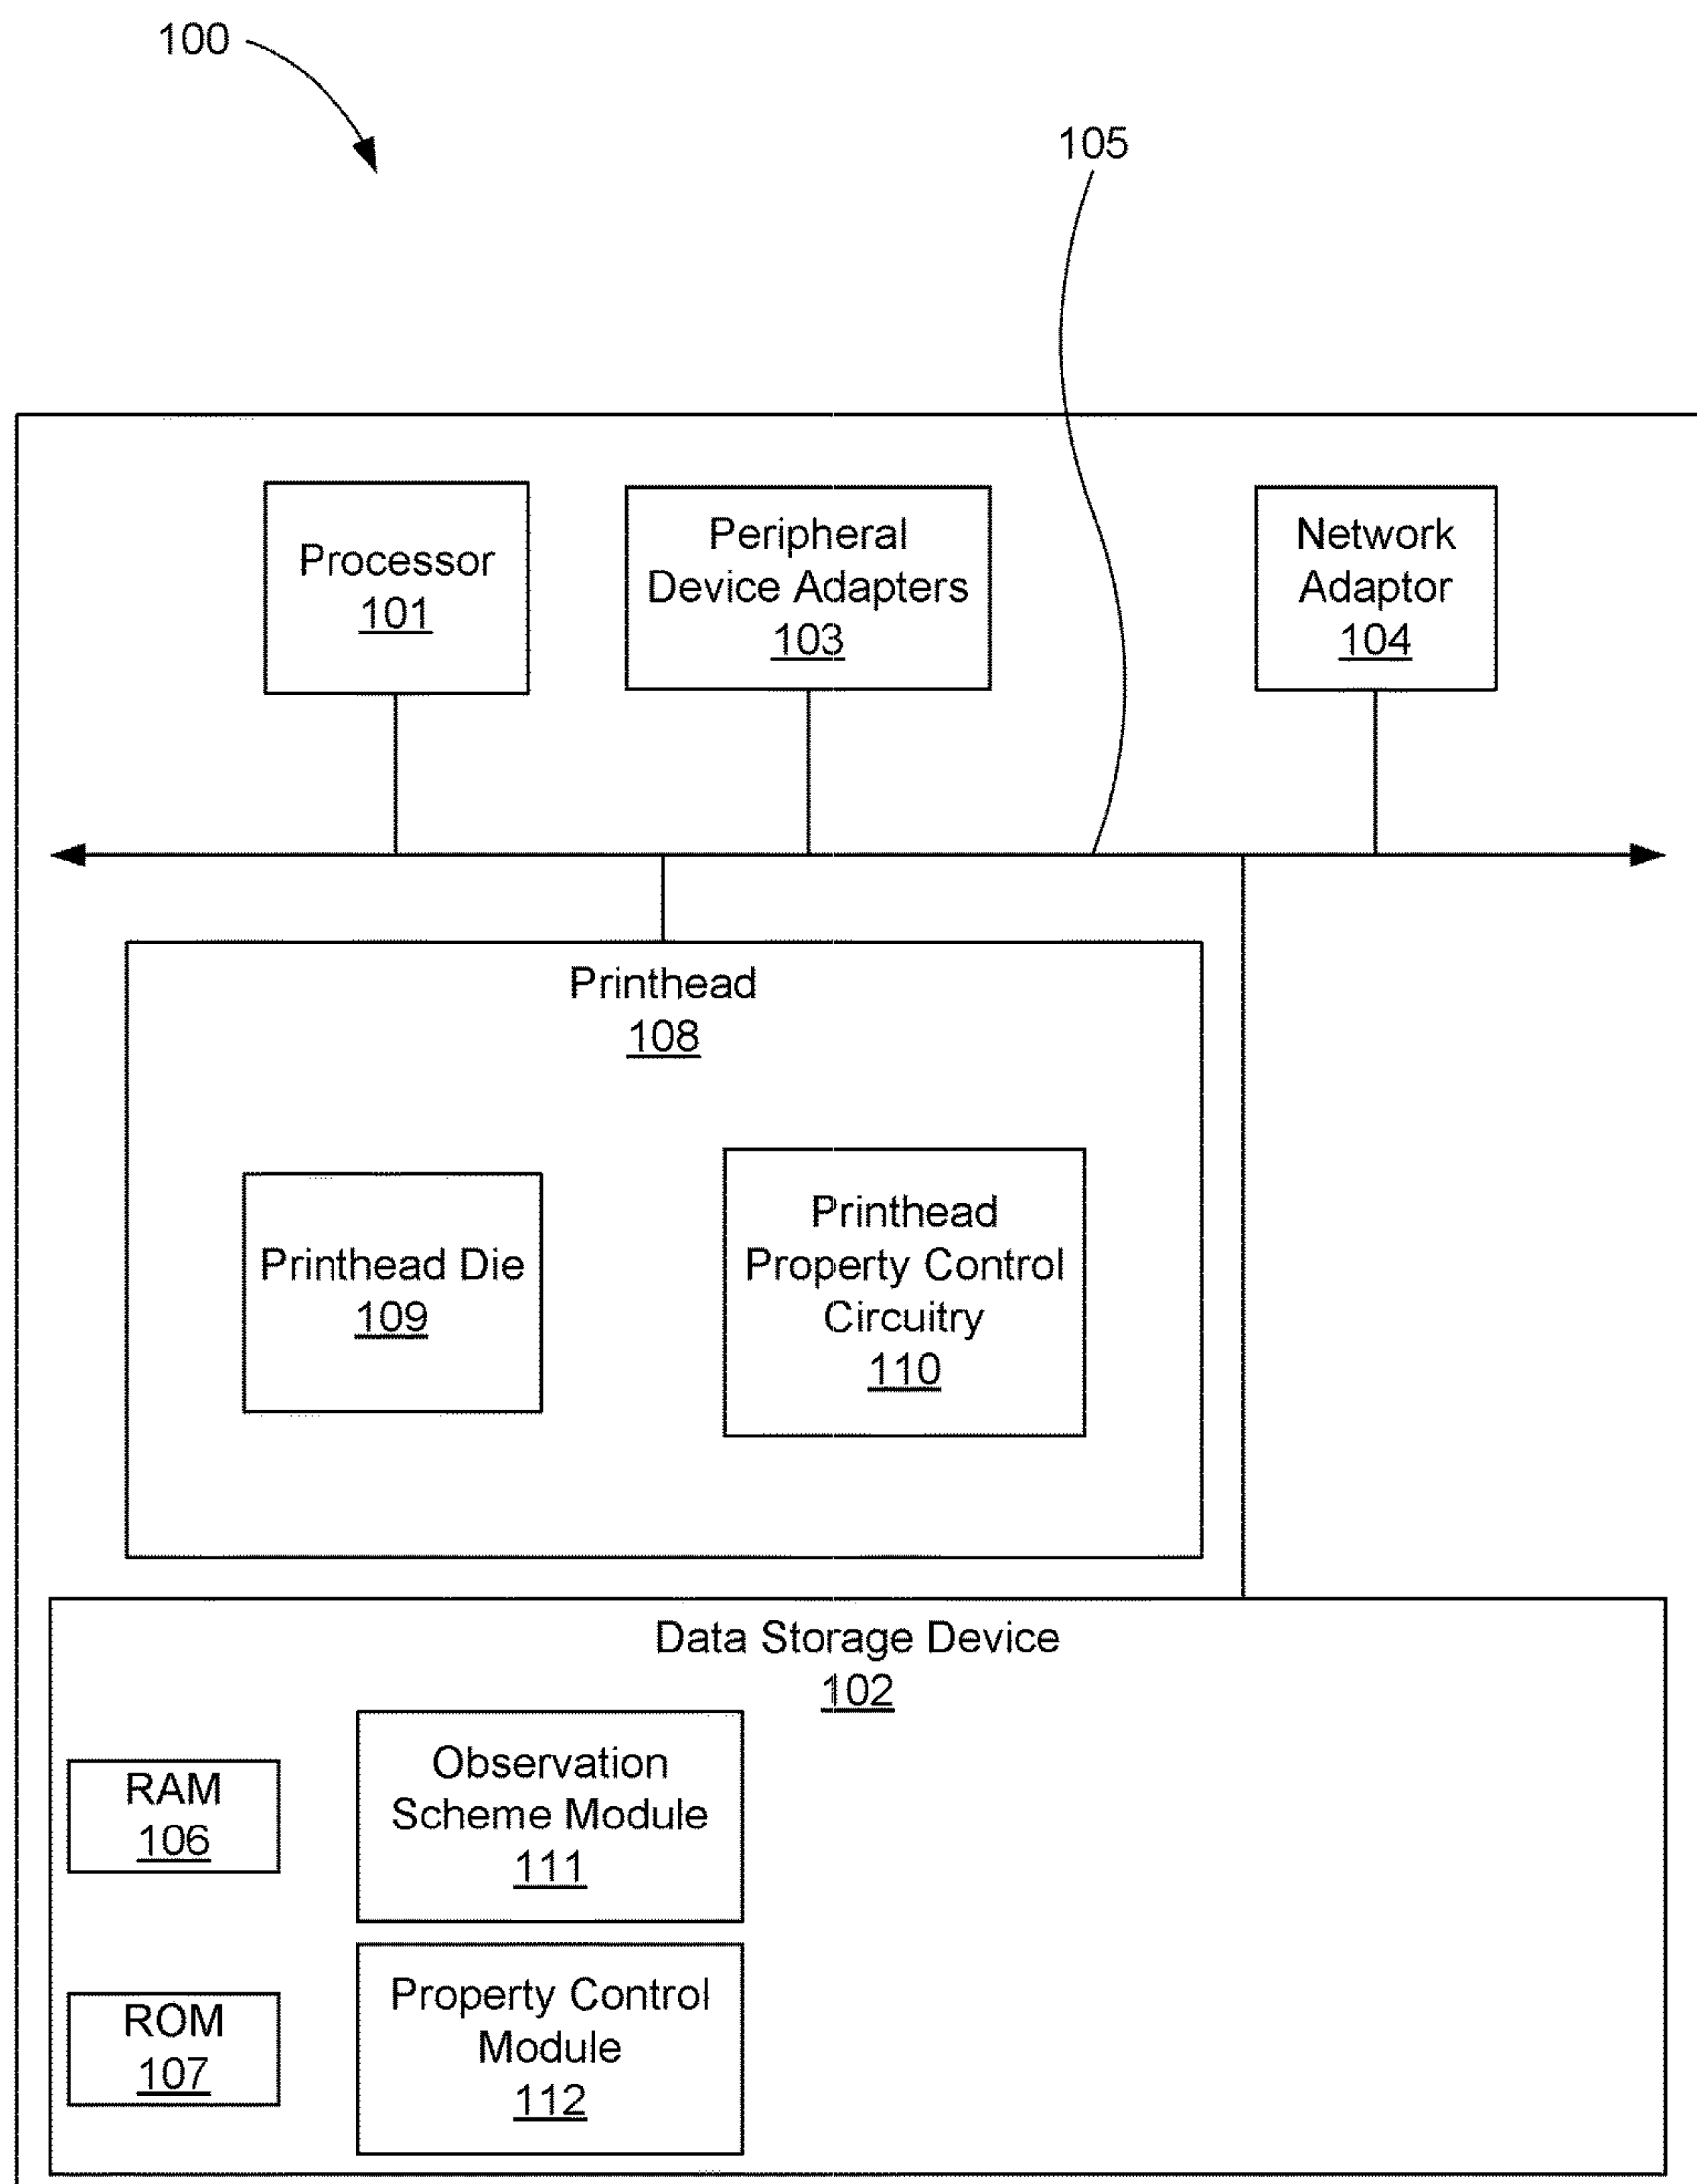 100
105
Processor
101
Peripheral
Device Adapters
103
Network
Adaptor
104
Printhead
108
Printhead Die
109
Printhead
Property Control
Circuitry
110
Data Storage Device
102
RAM
106
Observation
Scheme Module
111
ROM
107
Property Control
Module
112